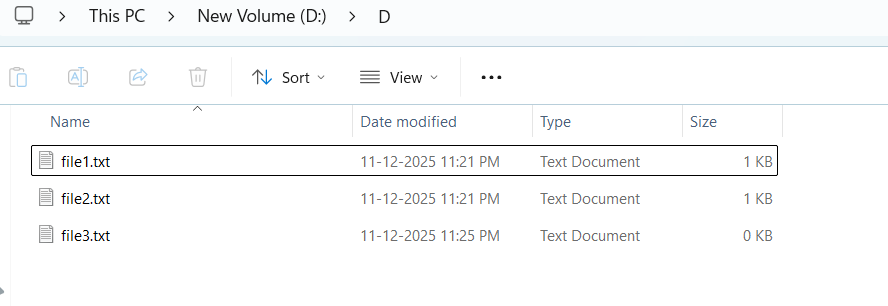 This PC > New Volume (D:) > D
Sort View
Name Date modified Type Size
file1.txt 11-12-2025 11:21 PM Text Document 1 KB
file2.txt 11-12-2025 11:21 PM Text Document 1 KB
file3.txt 11-12-2025 11:25 PM Text Document 0 KB